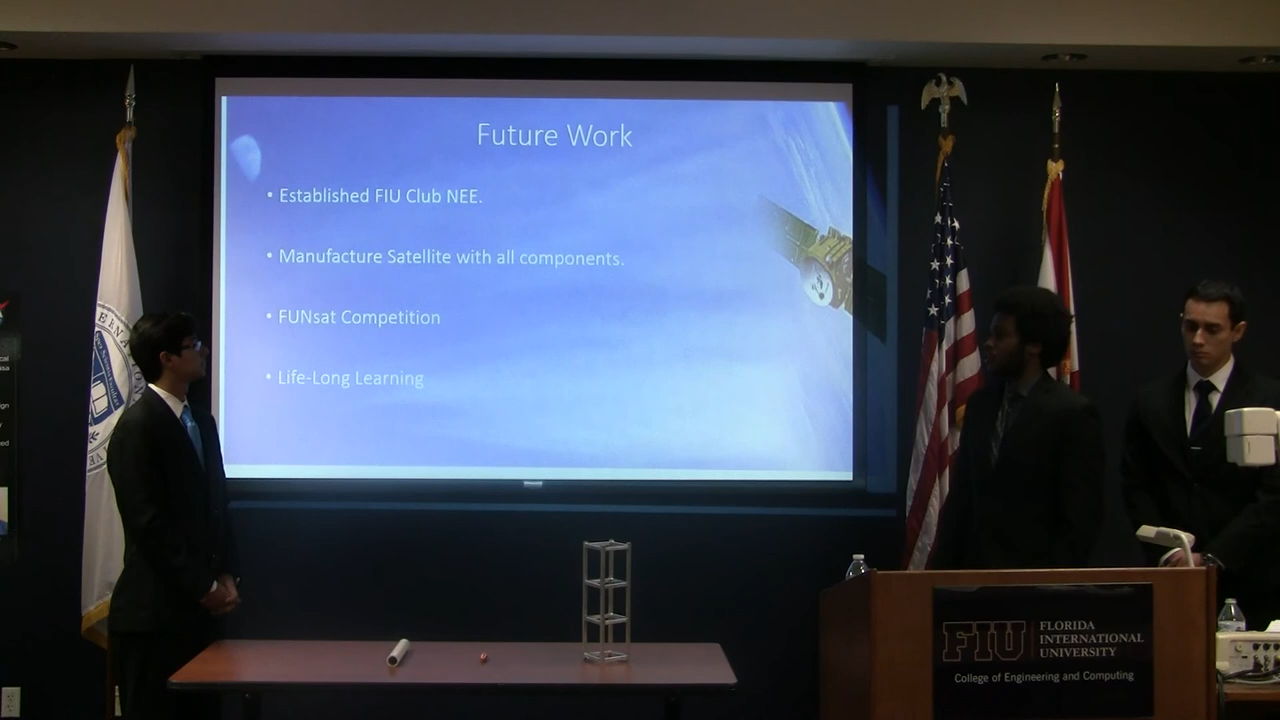 Future Work
• Established FIU Club NEE.
• Manufacture Satellite with all components.
• FUNsat Competition
• Life-Long Learning
FIU
FLORIDA
INTERNATIONAL
UNIVERSITY
College of Engineering and Computing